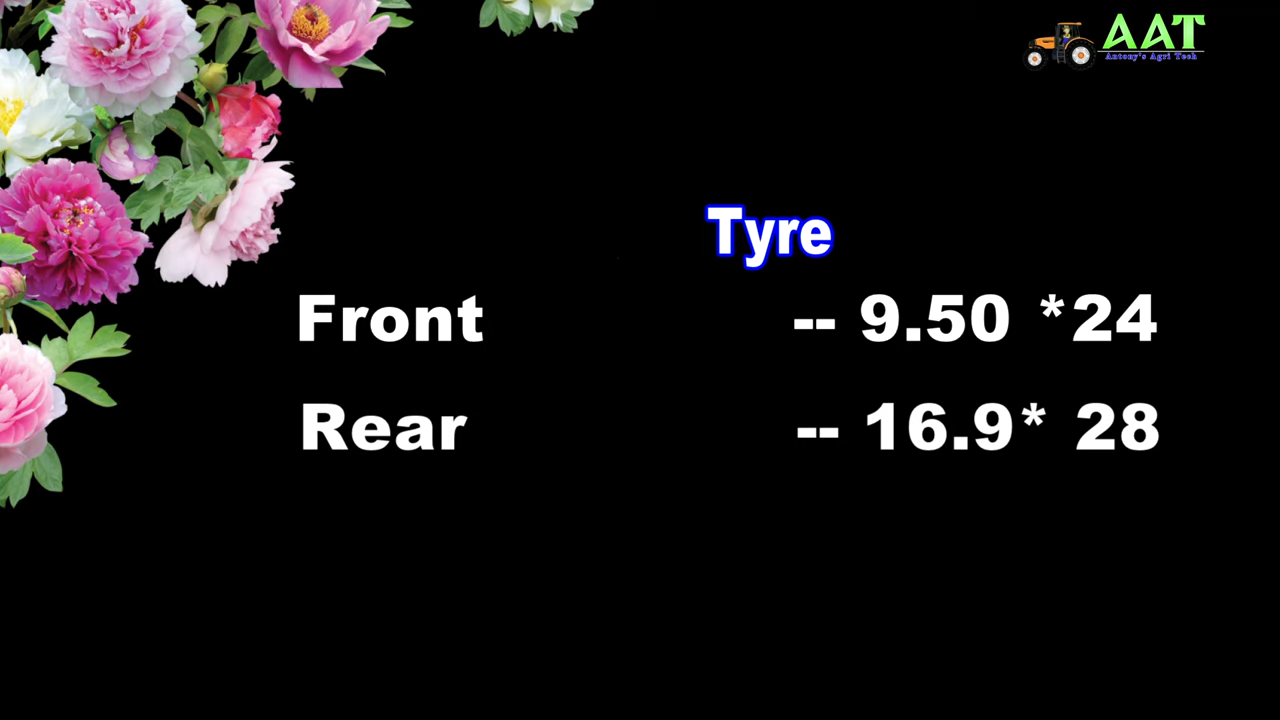 AAT
Antony's Agri Tech
Tyre
Front -- 9.50 *24
Rear -- 16.9* 28